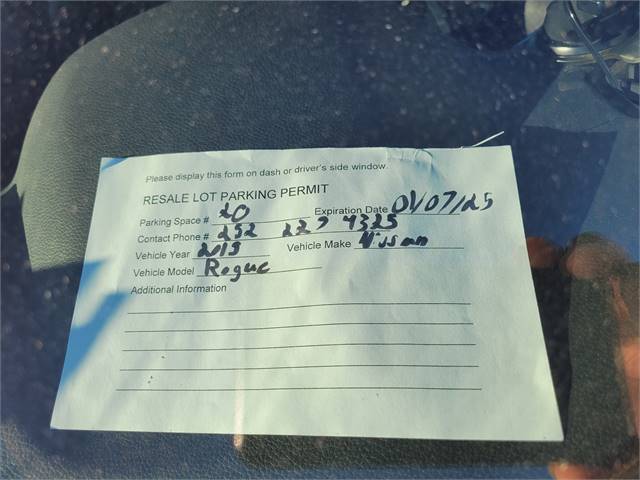 Please display this form on dash or driver's side window.
RESALE LOT PARKING PERMIT
Parking Space # 20 Expiration Date 01/07/25
Contact Phone # 252 227 4325
Vehicle Year 2015 Vehicle Make Nissan
Vehicle Model Rogue
Additional Information